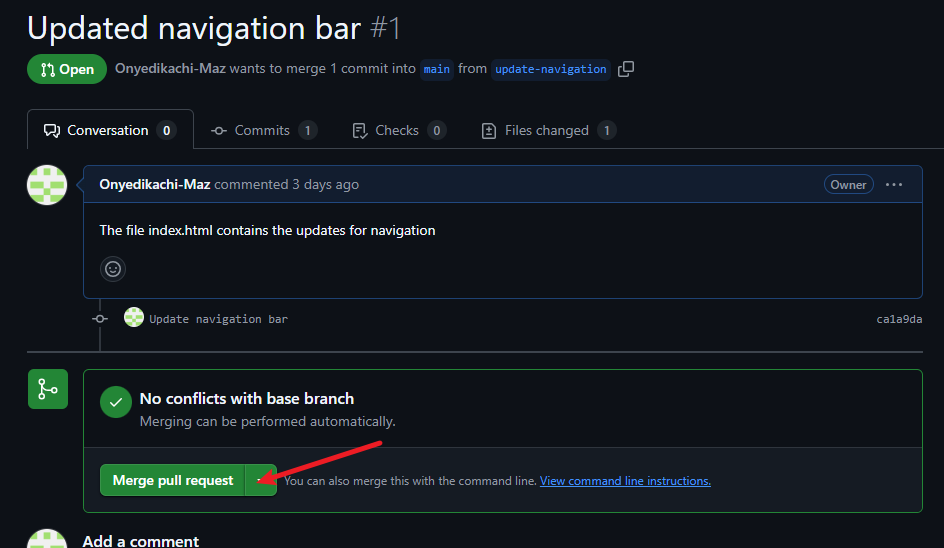 Updated navigation bar #1
Open Onyedikachi-Maz wants to merge 1 commit into main from update-navigation
Conversation 0 Commits 1 Checks 0 Files changed 1
Onyedikachi-Maz commented 3 days ago Owner
The file index.html contains the updates for navigation
Update navigation bar ca1a9da
No conflicts with base branch
Merging can be performed automatically.
Merge pull request You can also merge this with the command line. View command line instructions.
Add a comment